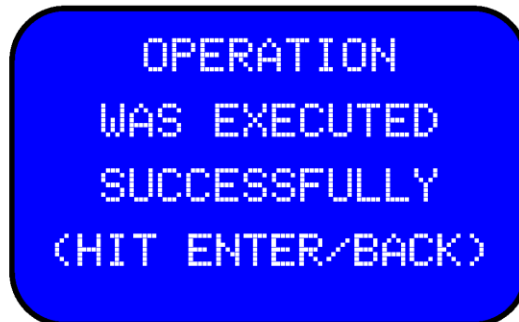 OPERATION
WAS EXECUTED
SUCCESSFULLY
(HIT ENTER/BACK)